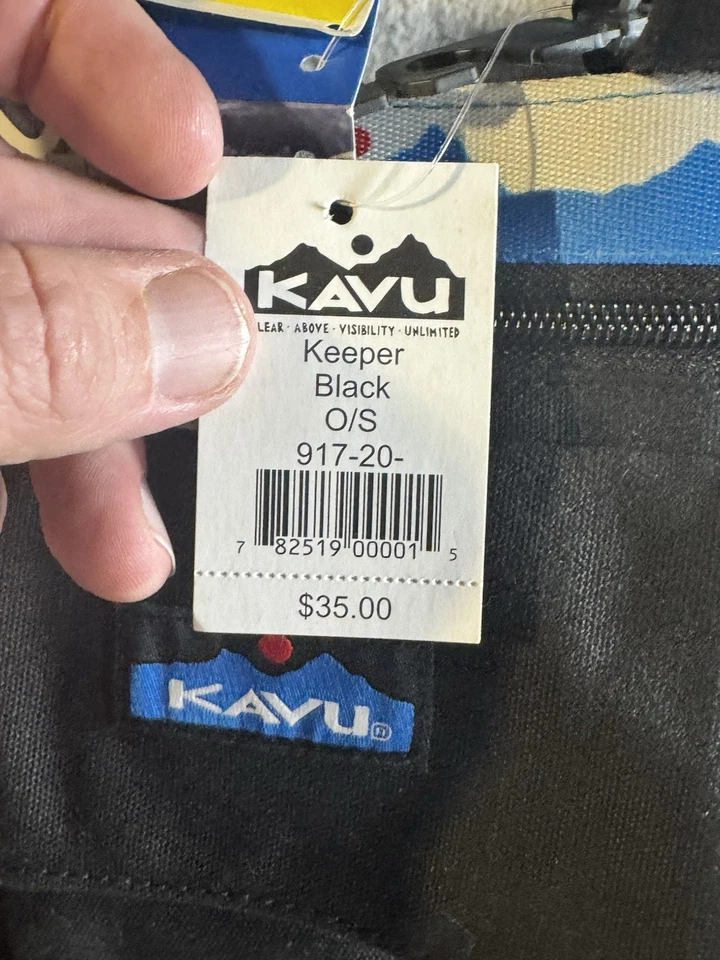 KAVU
LEAR · ABOVE · VISIBILITY · UNLIMITED
Keeper
Black
O/S
917-20-
7 82519 00001 5
$35.00
KAVU®